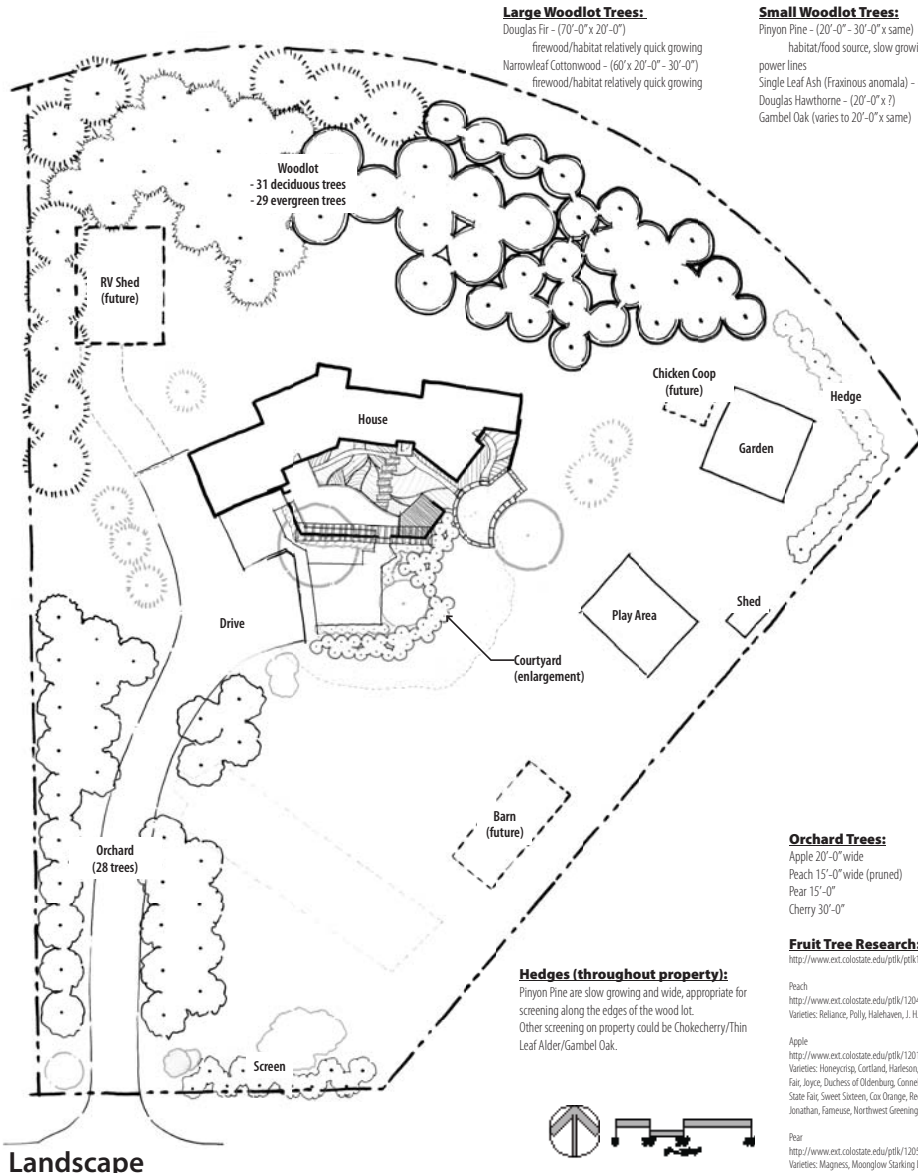 Large Woodlot Trees:
Douglas Fir - (70'-0" x 20'-0")
firewood/habitat relatively quick growing
Narrowleaf Cottonwood - (60'x 20'-0" - 30'-0")
firewood/habitat relatively quick growing
Small Woodlot Trees:
Pinyon Pine - (20'-0" - 30'-0"x same)
habitat/food source, slow
power lines
Single Leaf Ash (Fraxinous anomala) -
Douglas Hawthorne - (20'-0"x ?)
Gambel Oak (varies to 20'-0"x same)
Woodlot
- 31 deciduous trees
- 29 evergreen trees
RV Shed
(future)
House
Chicken Coop
(future)
Hedge
Garden
Drive
Play Area
Shed
Courtyard
(enlargement)
Barn
(future)
Orchard
(28 trees)
Screen
Orchard Trees:
Apple 20'-0" wide
Peach 15'-0" wide (pruned)
Pear 15'-0"
Cherry 30'-0"
Fruit Tree Research:
Peach
Varieties: Reliance, Polly, Halehaven, J. H.
Apple
Varieties: Honeycrisp, Cortland, Harleson,
Fair, Joyce, Duchess of Oldenburg,
State Fair, Sweet Sixteen, Cox Orange,
Jonathan, Fameuse, Northwest Greening
Pear
Varieties: Magness, Moonglow Starking
Hedges (throughout property):
Pinyon Pine are slow growing and wide, appropriate for
screening along the edges of the wood lot.
Other screening on property could be Chokecherry/Thin
Leaf Alder/Gambel Oak.
Landscape